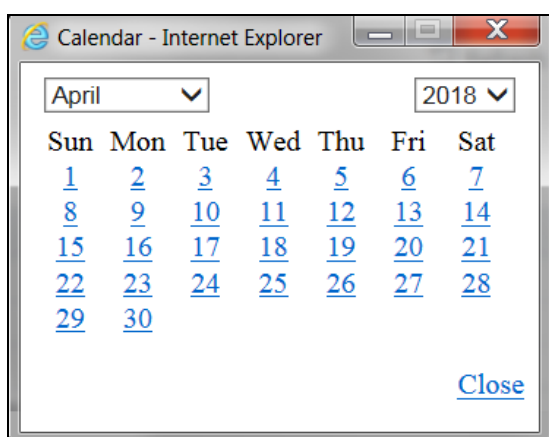 Calendar - Internet Explorer
April 2018
Sun Mon Tue Wed Thu Fri Sat
1 2 3 4 5 6 7
8 9 10 11 12 13 14
15 16 17 18 19 20 21
22 23 24 25 26 27 28
29 30
Close